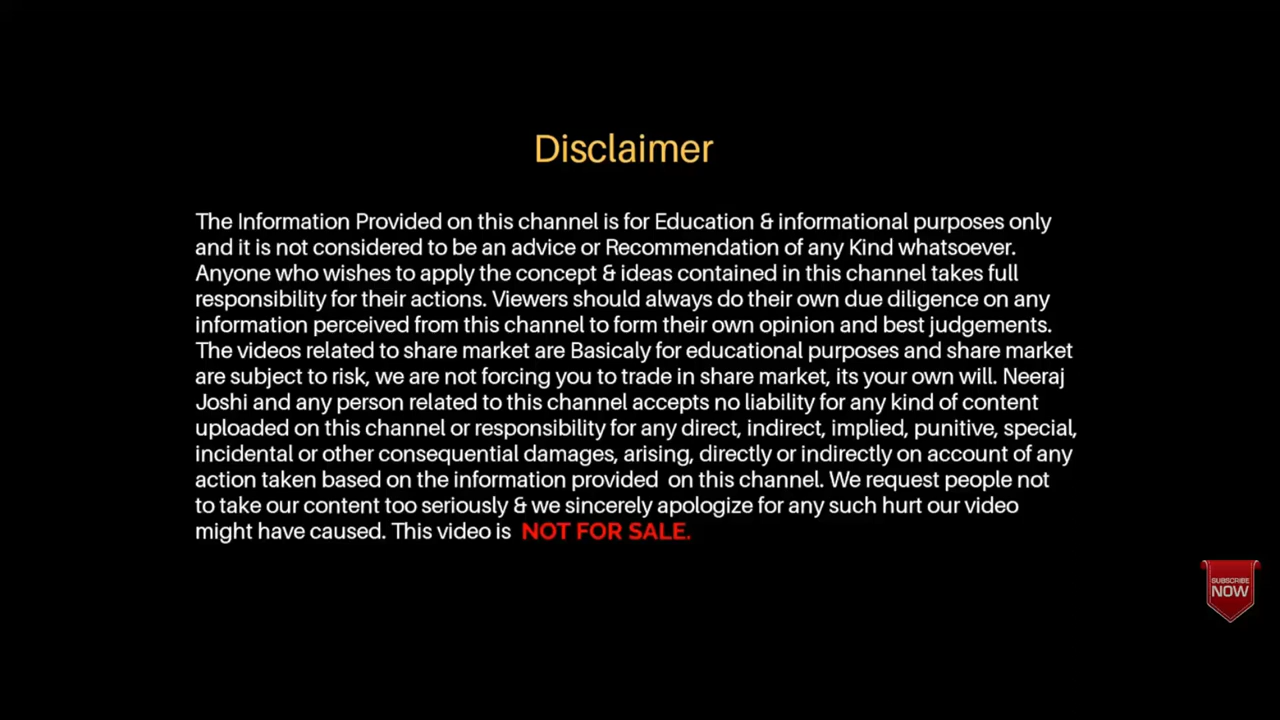 Disclaimer
The Information Provided on this channel is for Education & informational purposes only
and it is not considered to be an advice or Recommendation of any Kind whatsoever.
Anyone who wishes to apply the concept & ideas contained in this channel takes full
responsibility for their actions. Viewers should always do their own due diligence on any
information perceived from this channel to form their own opinion and best judgements.
The videos related to share market are Basicaly for educational purposes and share market
are subject to risk, we are not forcing you to trade in share market, its your own will. Neeraj
Joshi and any person related to this channel accepts no liability for any kind of content
uploaded on this channel or responsibility for any direct, indirect, implied, punitive, special,
incidental or other consequential damages, arising, directly or indirectly on account of any
action taken based on the information provided  on this channel. We request people not
to take our content too seriously & we sincerely apologize for any such hurt our video
might have caused. This video is  NOT FOR SALE.
SUBSCRIBE
NOW